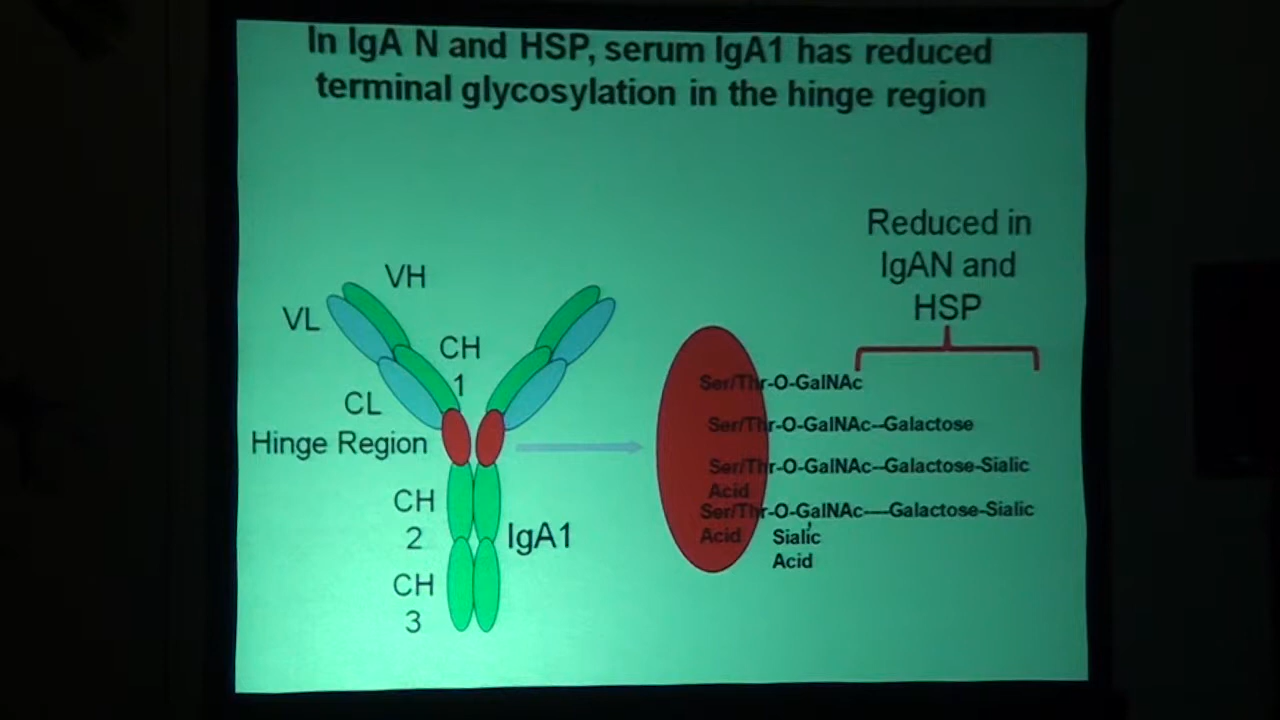 In IgA N and HSP, serum IgA1 has reduced
terminal glycosylation in the hinge region
Reduced in
IgAN and
HSP
VH
VL
CH
1
CL
Hinge Region
CH
2
IgA1
CH
3
Ser/Thr-O-GalNAc
Ser/Thr-O-GalNAc--Galactose
Ser/Thr-O-GalNAc--Galactose-Sialic
Acid
Ser/Thr-O-GalNAc----Galactose-Sialic
Acid
Sialic
Acid